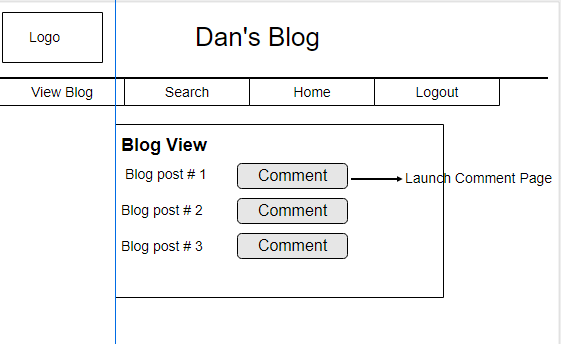 Logo
Dan's Blog
View Blog Search Home Logout
Blog View
Blog post # 1 Comment Launch Comment Page
Blog post # 2 Comment
Blog post # 3 Comment